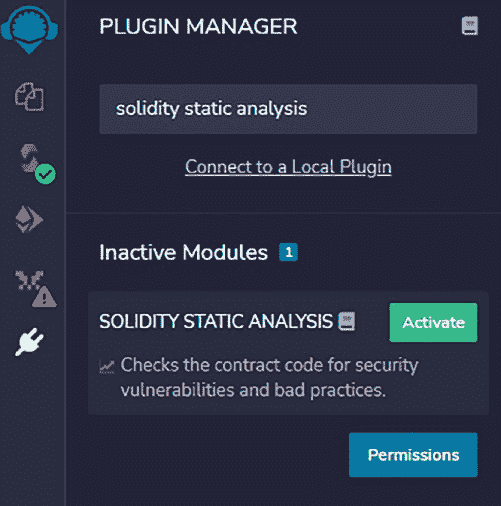 PLUGIN MANAGER
solidity static analysis
Connect to a Local Plugin
Inactive Modules 1
SOLIDITY STATIC ANALYSIS
Activate
Checks the contract code for security
vulnerabilities and bad practices.
Permissions